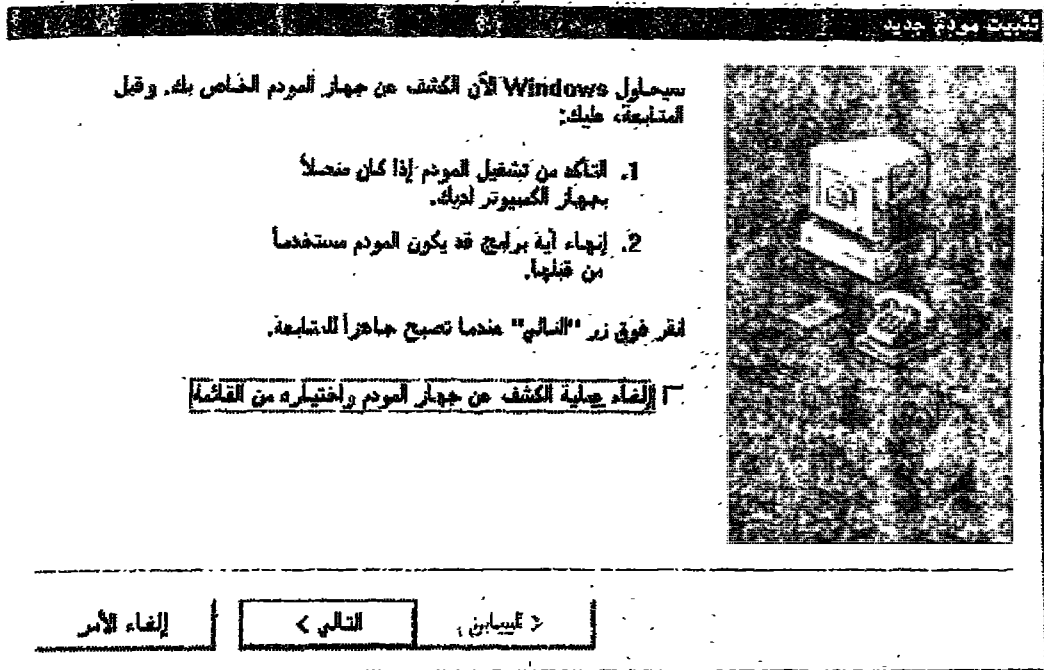 تثبيت مودم جديد
سيحاول Windows الآن الكشف عن جهاز المودم الخاص بك. وقبل
المتابعة، عليك:
1. التأكد من تشغيل المودم إذا كان متصلاً
بجهاز الكمبيوتر لديك.
2. إنهاء أية برامج قد يكون المودم مستخدماً
من قبلها.
انقر فوق زر "التالي" عندما تصبح جاهزاً للمتابعة.
إلغاء عملية الكشف عن جهاز المودم واختياره من القائمة
< السابق
التالي >
إلغاء الأمر